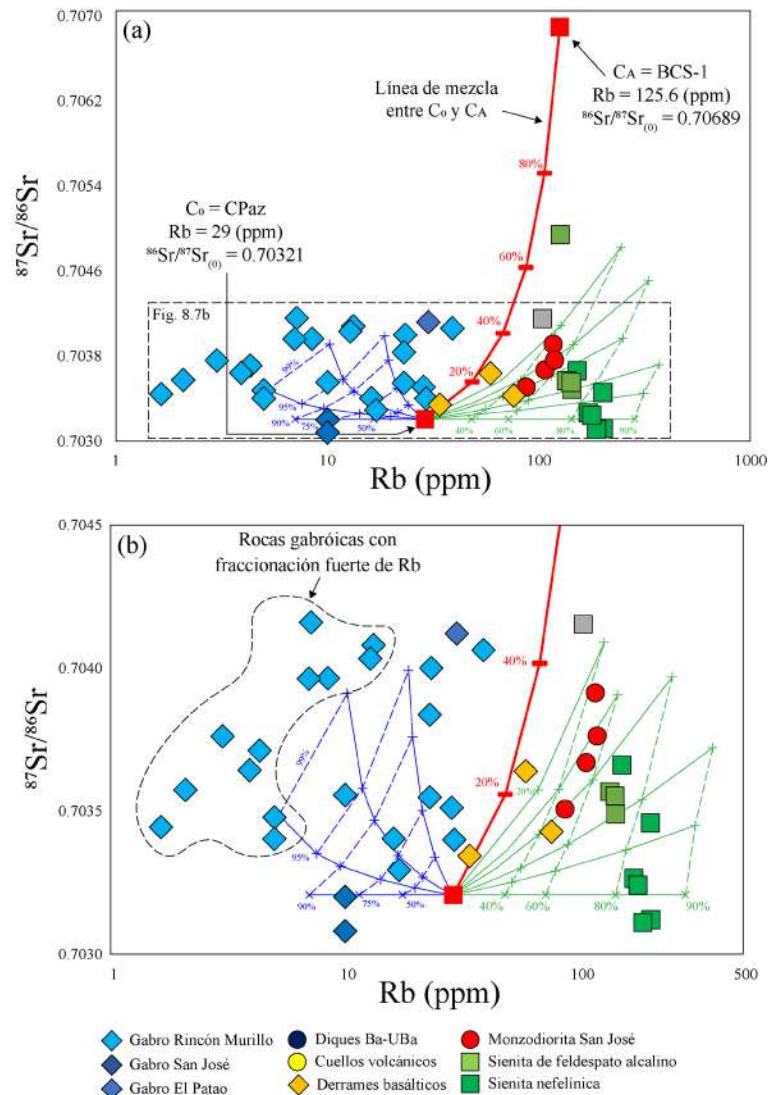 (a)
0.7070
0.7062
0.7054
0.7046
0.7038
0.7030
⁸⁷Sr/⁸⁶Sr
Línea de mezcla
entre C₀ y Cᴀ
Cᴀ = BCS-1
Rb = 125.6 (ppm)
⁸⁶Sr/⁸⁷Sr₍₀₎ = 0.70689
C₀ = CPaz
Rb = 29 (ppm)
⁸⁶Sr/⁸⁷Sr₍₀₎ = 0.70321
80%
60%
40%
20%
Fig. 8.7b
99%
95%
90%
75%
50%
40%
60%
80%
90%
1
10
100
1000
Rb (ppm)
(b)
0.7045
0.7040
0.7035
0.7030
⁸⁷Sr/⁸⁶Sr
Rocas gabróicas con
fraccionación fuerte de Rb
40%
20%
20%
99%
95%
90%
75%
50%
40%
60%
80%
90%
1
10
100
500
Rb (ppm)
Gabro Rincón Murillo
Diques Ba-UBa
Monzodiorita San José
Gabro San José
Cuellos volcánicos
Sienita de feldespato alcalino
Gabro El Patao
Derrames basálticos
Sienita nefelínica